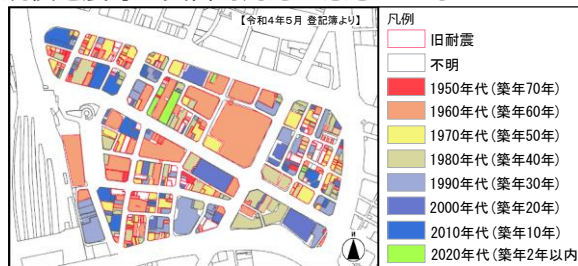 【令和4年5月 登記簿より】
凡例
旧耐震
不明
1950年代(築年70年)
1960年代(築年60年)
1970年代(築年50年)
1980年代(築年40年)
1990年代(築年30年)
2000年代(築年20年)
2010年代(築年10年)
2020年代(築年2年以内
N